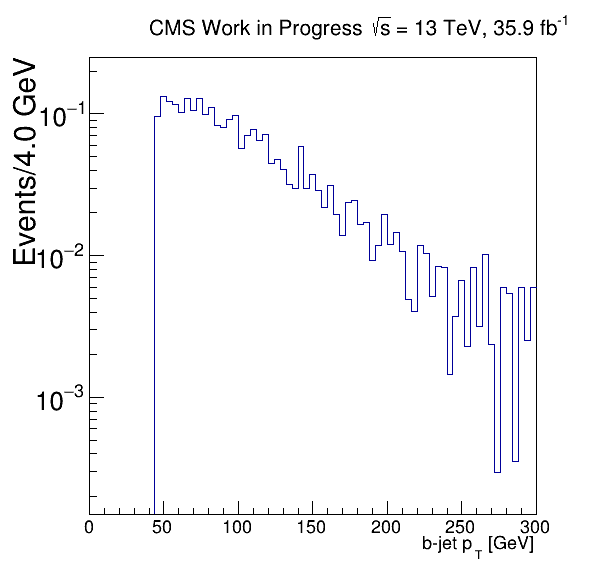 CMS Work in Progress √s = 13 TeV, 35.9 fb⁻¹
Events/4.0 GeV
10⁻¹
10⁻²
10⁻³
0 50 100 150 200 250 300
b-jet p_T [GeV]